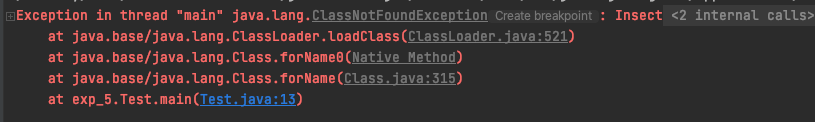 Exception in thread "main" java.lang.ClassNotFoundException Create breakpoint : Insect <2 internal calls>
at java.base/java.lang.ClassLoader.loadClass(ClassLoader.java:521)
at java.base/java.lang.Class.forName0(Native Method)
at java.base/java.lang.Class.forName(Class.java:315)
at exp_5.Test.main(Test.java:13)